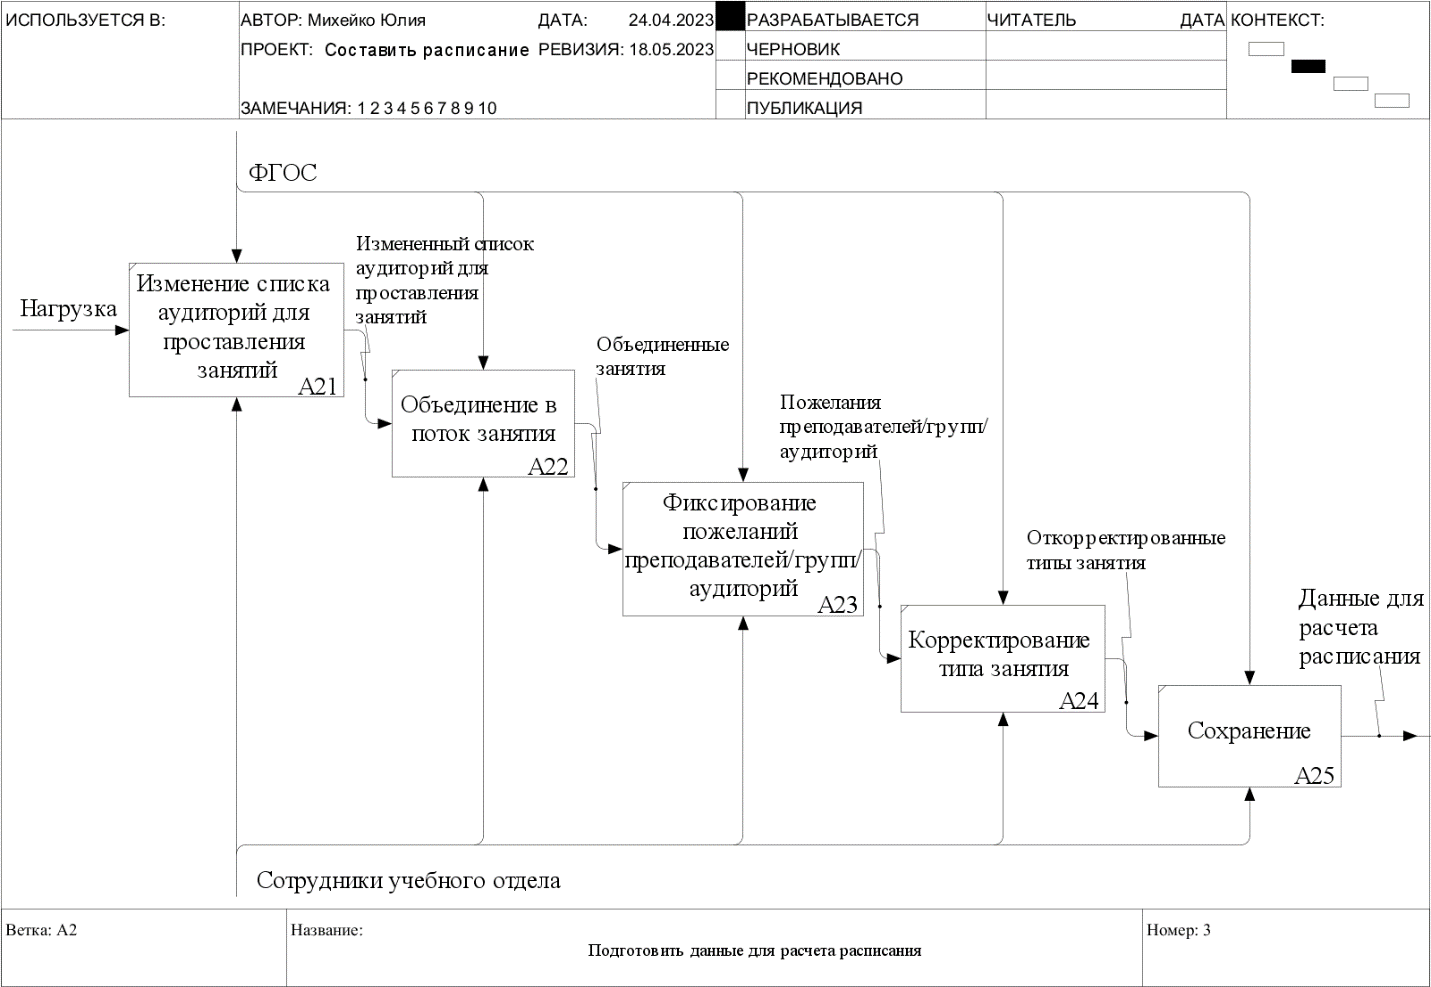 ИСПОЛЬЗУЕТСЯ В:
АВТОР: Михейко Юлия
ДАТА: 24.04.2023
ПРОЕКТ: Составить расписание
РЕВИЗИЯ: 18.05.2023
ЗАМЕЧАНИЯ: 1 2 3 4 5 6 7 8 9 10
РАЗРАБАТЫВАЕТСЯ
ЧЕРНОВИК
РЕКОМЕНДОВАНО
ПУБЛИКАЦИЯ
ЧИТАТЕЛЬ
ДАТА
КОНТЕКСТ:
ФГОС
Нагрузка
Изменение списка
аудиторий для
проставления
занятий
A21
Измененный список
аудиторий для
проставления
занятий
Объединение в
поток занятия
A22
Объединенные
занятия
Фиксирование
пожеланий
преподавателей/групп/
аудиторий
A23
Пожелания
преподавателей/групп/
аудиторий
Корректирование
типа занятия
A24
Откорректированные
типы занятия
Сохранение
A25
Данные для
расчета
расписания
Сотрудники учебного отдела
Ветка: A2
Название:
Подготовить данные для расчета расписания
Номер: 3